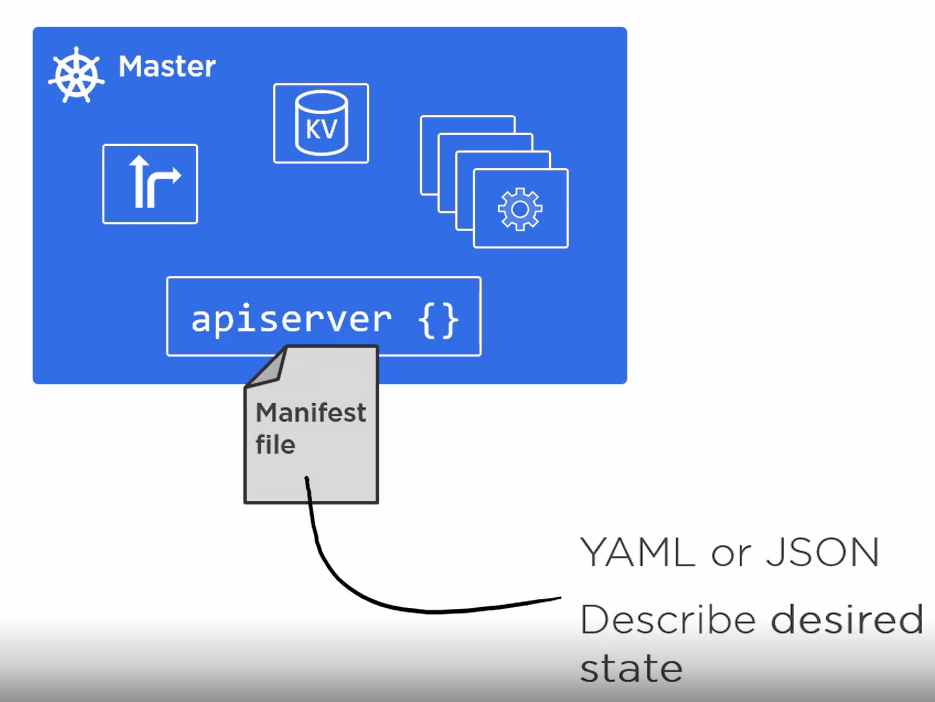 Master
KV
apiserver {}
Manifest
file
YAML or JSON
Describe desired
state